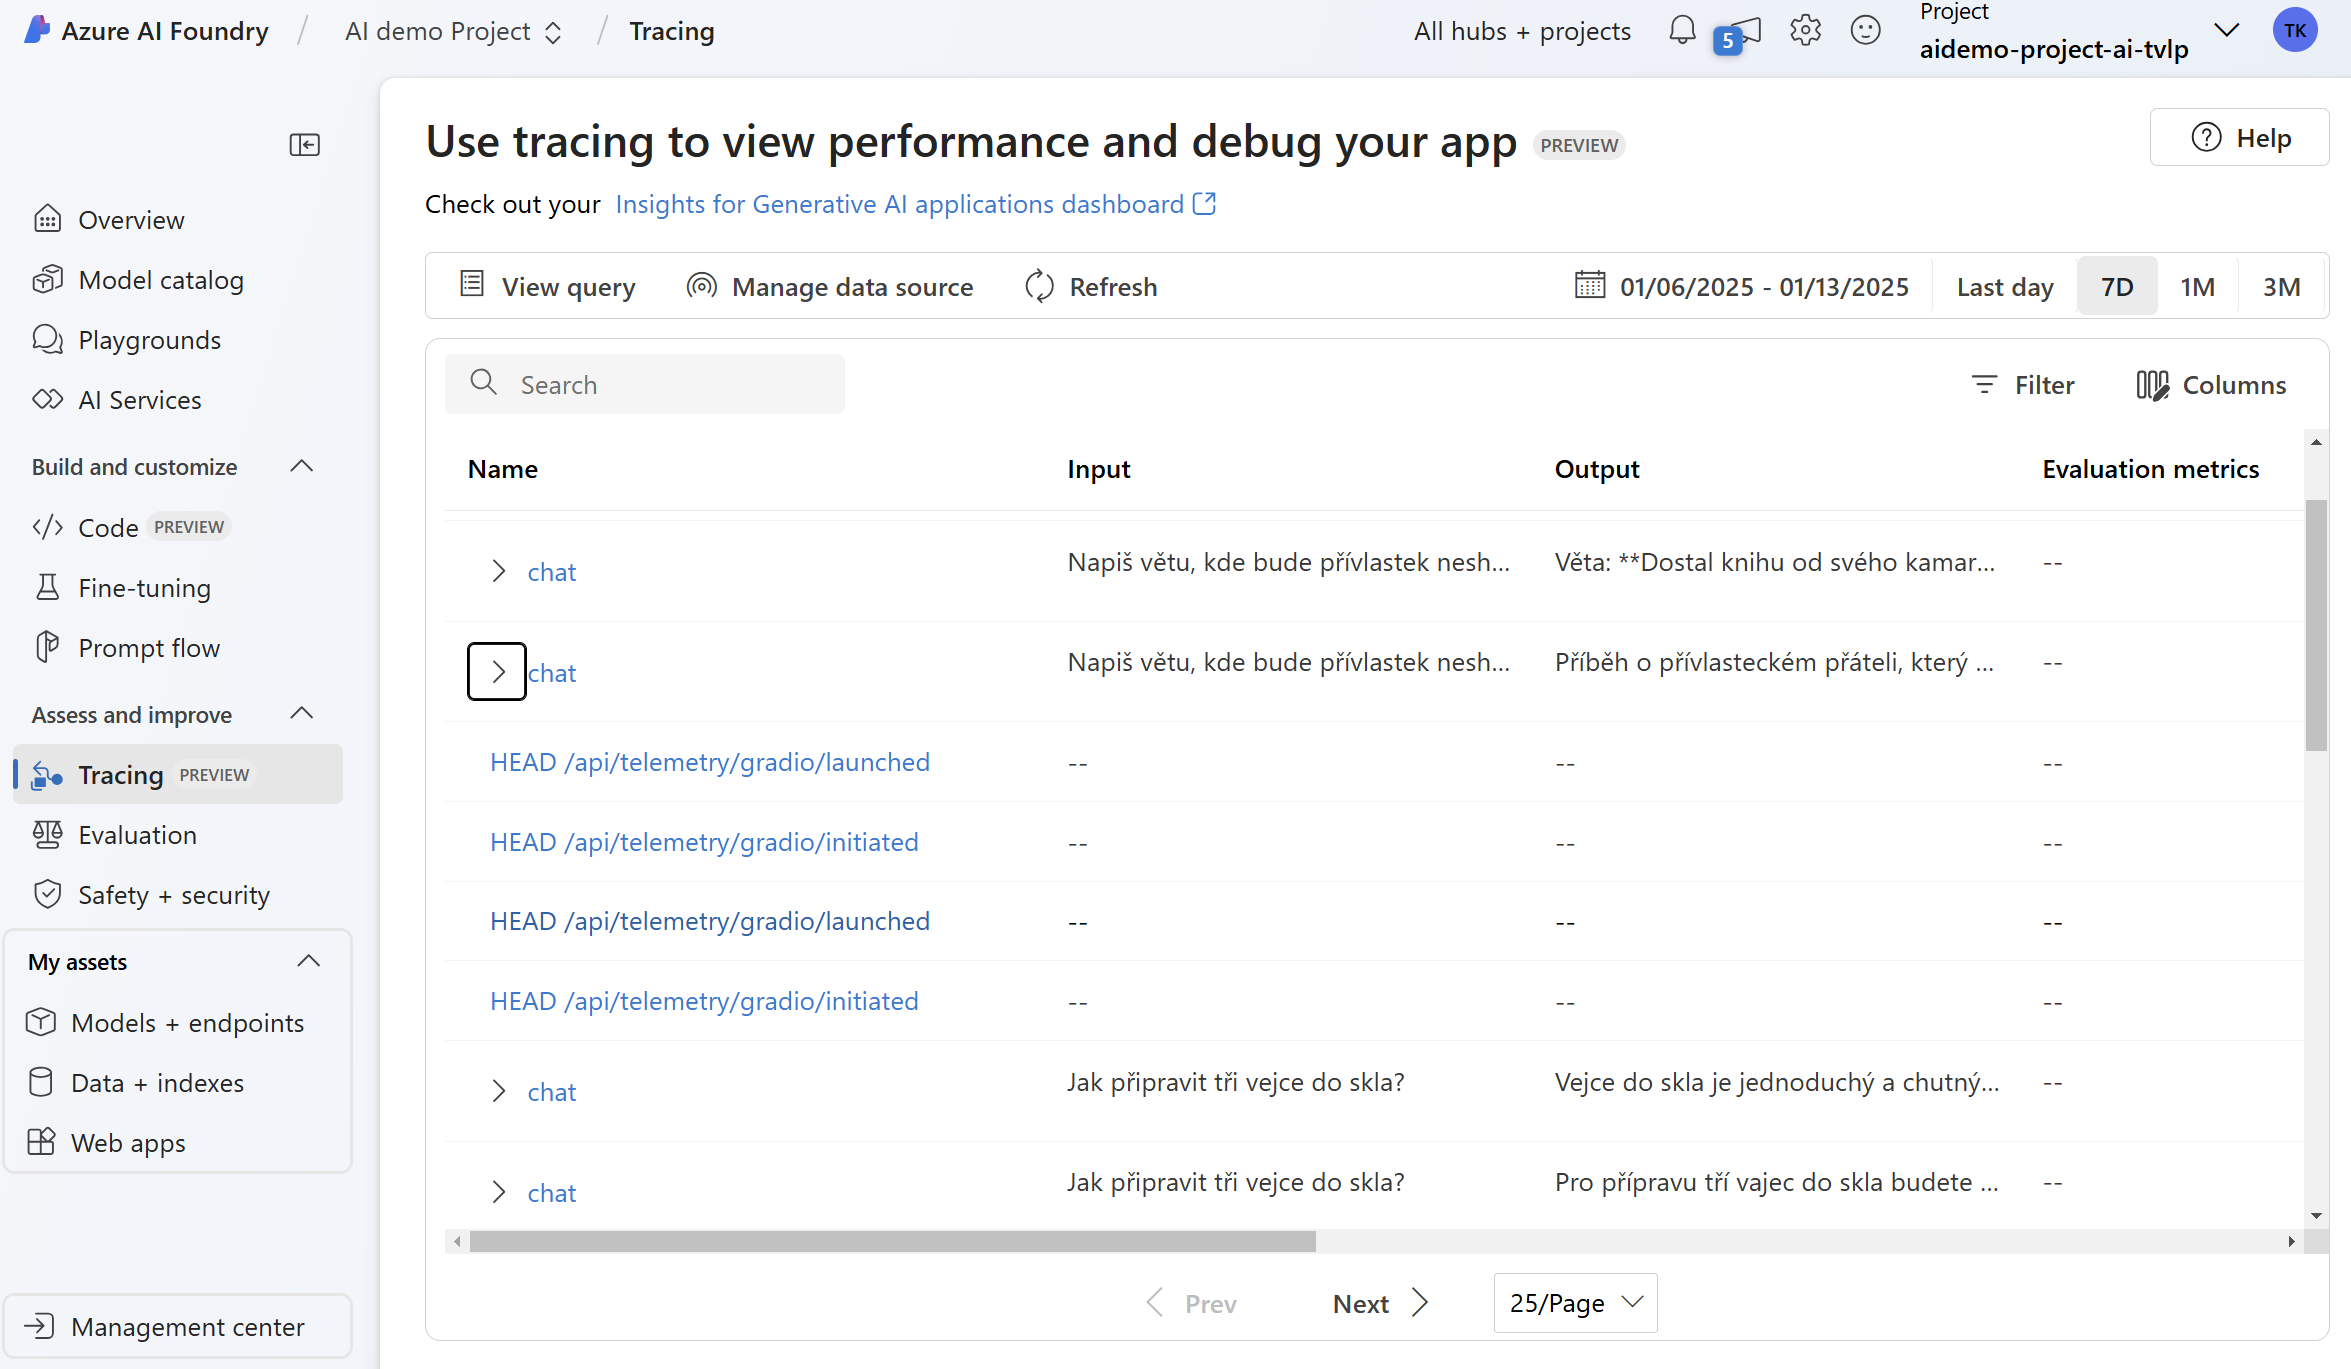 Azure AI Foundry / AI demo Project / Tracing
All hubs + projects
5
Project
aidemo-project-ai-tvlp
TK
Overview
Model catalog
Playgrounds
AI Services
Build and customize
Code PREVIEW
Fine-tuning
Prompt flow
Assess and improve
Tracing PREVIEW
Evaluation
Safety + security
My assets
Models + endpoints
Data + indexes
Web apps
Management center
Use tracing to view performance and debug your app PREVIEW
Help
Check out your Insights for Generative AI applications dashboard
View query Manage data source Refresh 01/06/2025 - 01/13/2025 Last day 7D 1M 3M
Search Filter Columns
Name Input Output Evaluation metrics
chat Napiš větu, kde bude přívlastek nesh... Věta: **Dostal knihu od svého kamar... --
chat Napiš větu, kde bude přívlastek nesh... Příběh o přívlasteckém příteli, který ... --
HEAD /api/telemetry/gradio/launched -- -- --
HEAD /api/telemetry/gradio/initiated -- -- --
HEAD /api/telemetry/gradio/launched -- -- --
HEAD /api/telemetry/gradio/initiated -- -- --
chat Jak připravit tři vejce do skla? Vejce do skla je jednoduchý a chutný... --
chat Jak připravit tři vejce do skla? Pro přípravu tří vajec do skla budete ... --
Prev Next 25/Page